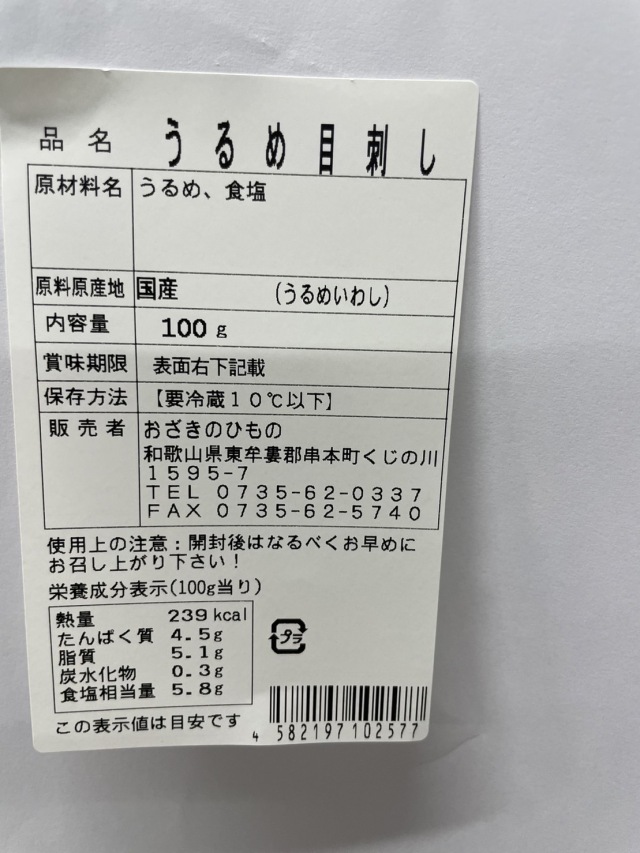 品名 うるめ目刺し
原材料名 うるめ、食塩
原料原産地 国産 (うるめいわし)
内容量 100g
賞味期限 表面右下記載
保存方法 【要冷蔵10℃以下】
販売者 おざきのひもの
和歌山県東牟婁郡串本町くじの川
1595-7
TEL 0735-62-0337
FAX 0735-62-5740
使用上の注意:開封後はなるべくお早めに
お召し上がり下さい!
栄養成分表示(100g当り)
熱量 239kcal
たんぱく質 4.5g
脂質 5.1g
炭水化物 0.3g
食塩相当量 5.8g
プラ
この表示値は目安です
4 582197 102577